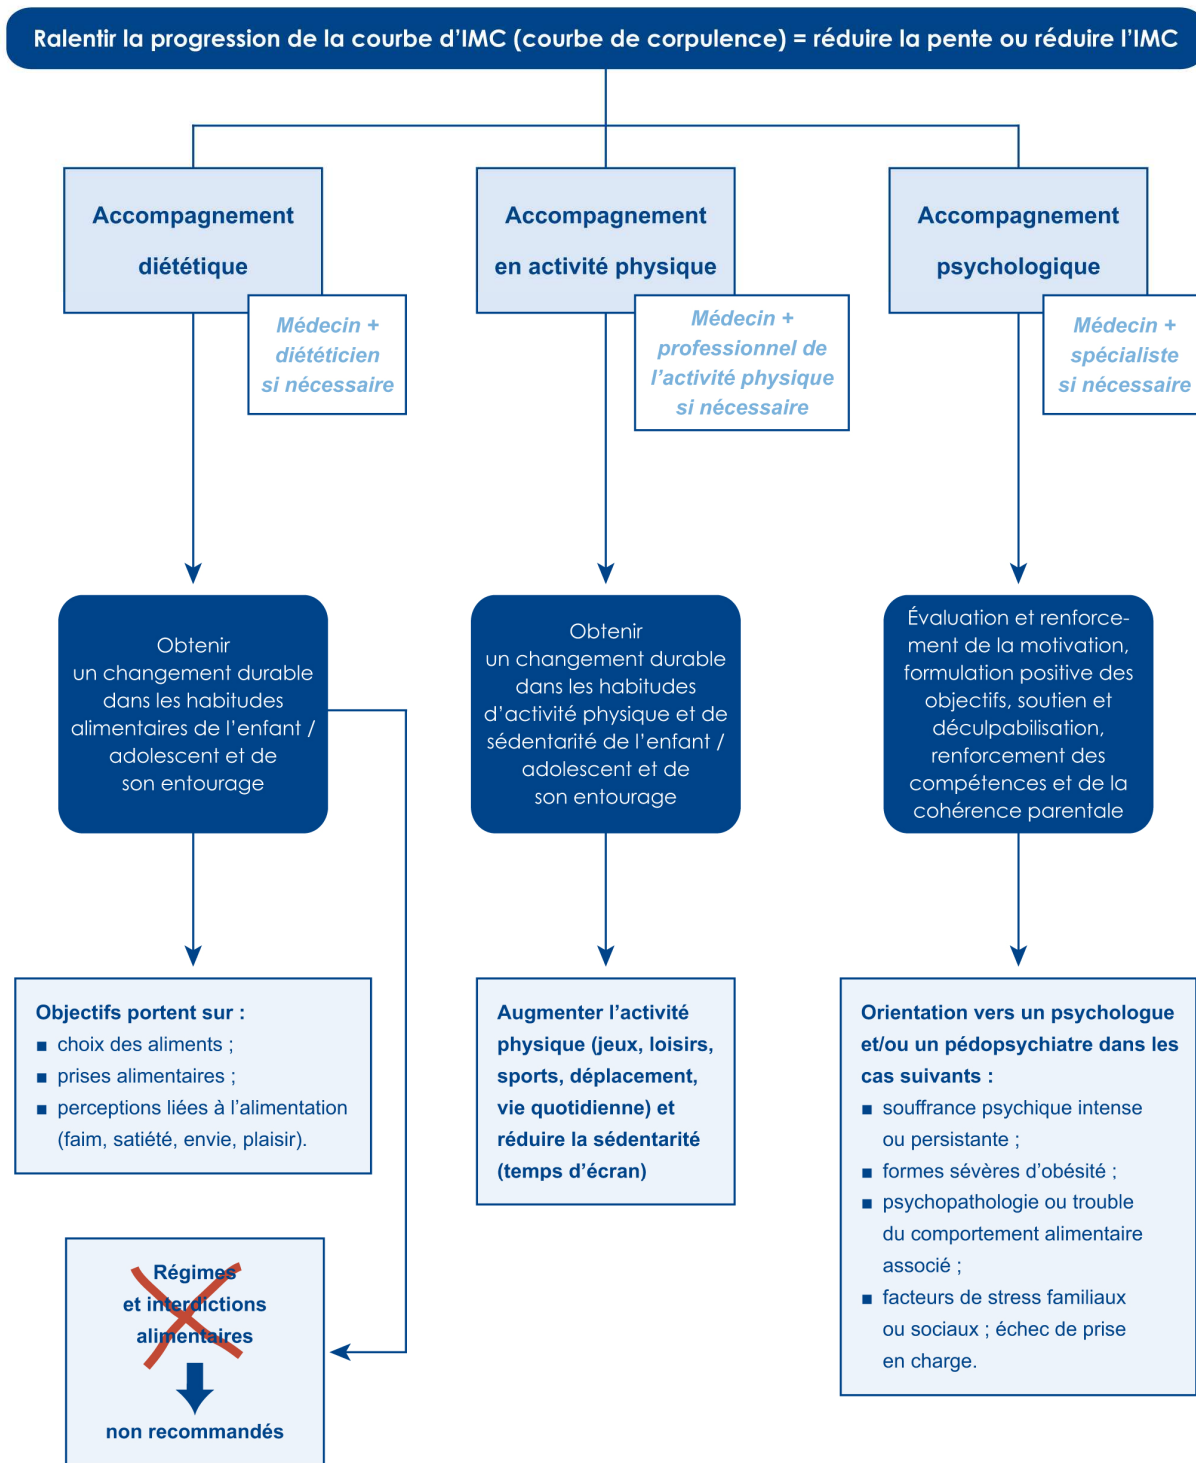 Ralentir la progression de la courbe d'IMC (courbe de corpulence) = réduire la pente ou réduire l'IMC
Accompagnement
diététique
Médecin +
diététicien
si nécessaire
Accompagnement
en activité physique
Médecin +
professionnel de
l'activité physique
si nécessaire
Accompagnement
psychologique
Médecin +
spécialiste
si nécessaire
Obtenir
un changement durable
dans les habitudes
alimentaires de l'enfant /
adolescent et de
son entourage
Obtenir
un changement durable
dans les habitudes
d'activité physique et de
sédentarité de l'enfant /
adolescent et de
son entourage
Évaluation et renforce-
ment de la motivation,
formulation positive des
objectifs, soutien et
déculpabilisation,
renforcement des
compétences et de la
cohérence parentale
Objectifs portent sur :
■ choix des aliments ;
■ prises alimentaires ;
■ perceptions liées à l'alimentation
(faim, satiété, envie, plaisir).
Augmenter l'activité
physique (jeux, loisirs,
sports, déplacement,
vie quotidienne) et
réduire la sédentarité
(temps d'écran)
Orientation vers un psychologue
et/ou un pédopsychiatre dans les
cas suivants :
■ souffrance psychique intense
ou persistante ;
■ formes sévères d'obésité ;
■ psychopathologie ou trouble
du comportement alimentaire
associé ;
■ facteurs de stress familiaux
ou sociaux ; échec de prise
en charge.
Régimes
et interdictions
alimentaires
non recommandés